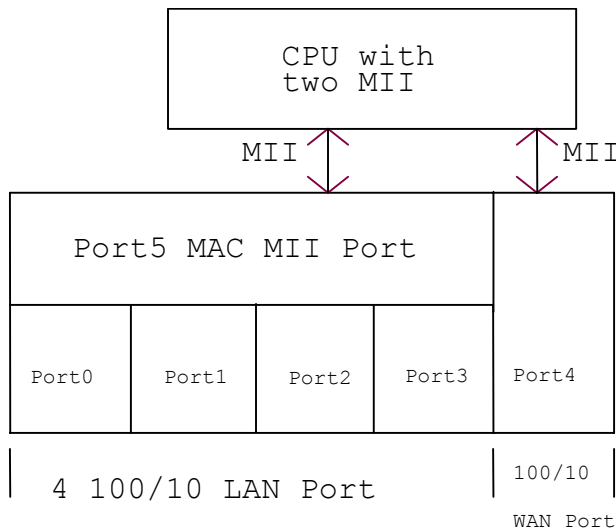 CPU with
two MII
MII
MII
Port5 MAC MII Port
Port0
Port1
Port2
Port3
Port4
4 100/10 LAN Port
100/10
WAN Port